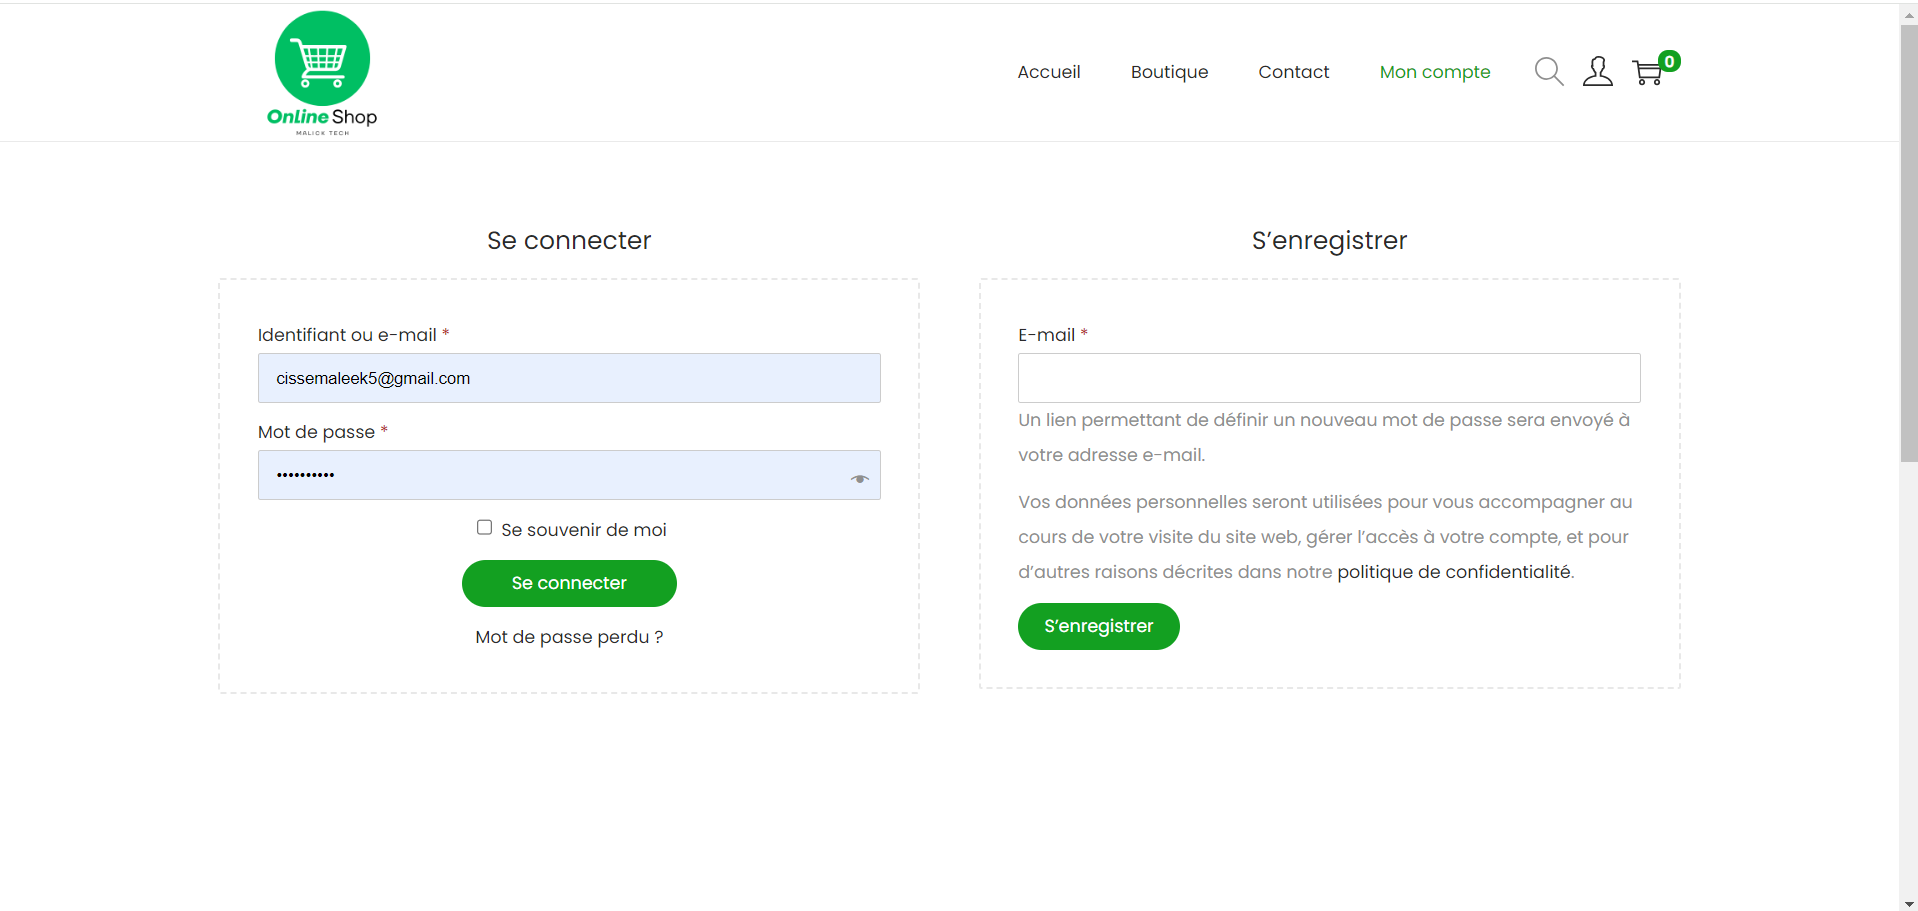 OnLine Shop
MALICK TECH
Accueil
Boutique
Contact
Mon compte
0
Se connecter
Identifiant ou e-mail *
cissemaleek5@gmail.com
Mot de passe *
••••••••••
Se souvenir de moi
Se connecter
Mot de passe perdu ?
S’enregistrer
E-mail *
Un lien permettant de définir un nouveau mot de passe sera envoyé à
votre adresse e-mail.
Vos données personnelles seront utilisées pour vous accompagner au
cours de votre visite du site web, gérer l’accès à votre compte, et pour
d’autres raisons décrites dans notre politique de confidentialité.
S’enregistrer